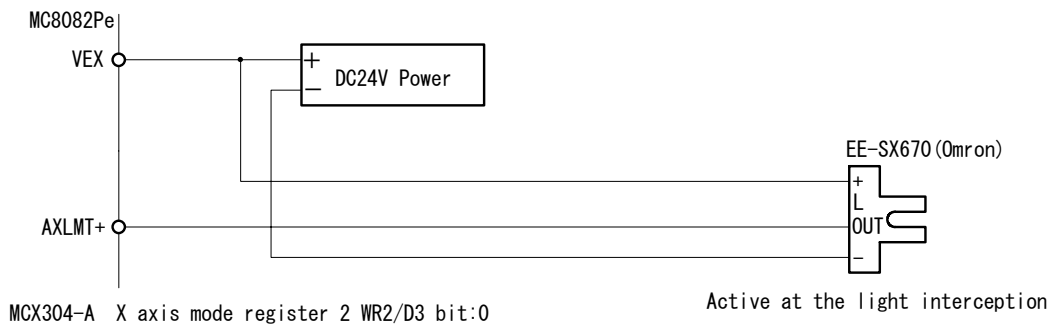 MC8082Pe
VEX
+
DC24V Power
−
EE-SX670(Omron)
+
L
AXLMT+
OUT
−
MCX304-A X axis mode register 2 WR2/D3 bit:0
Active at the light interception